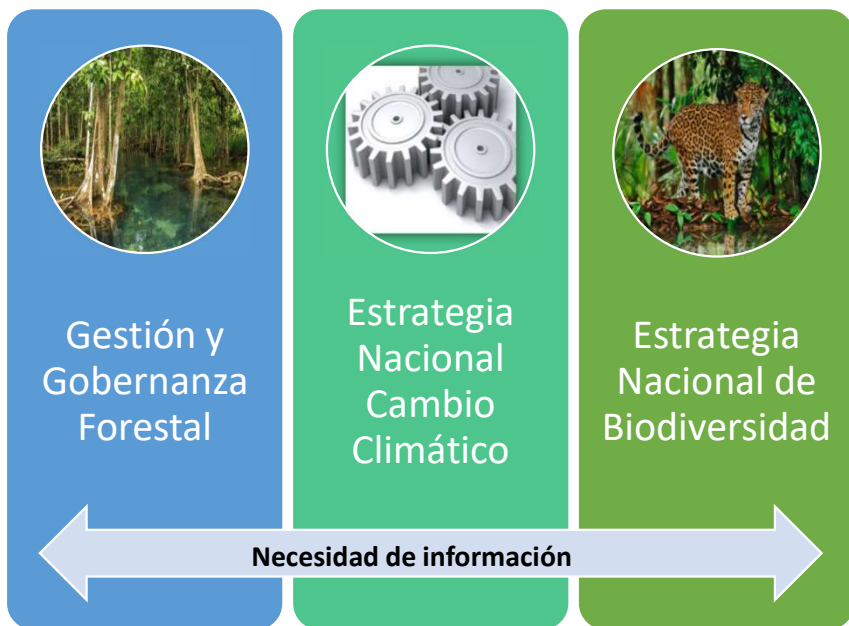 Gestión y
Gobernanza
Forestal
Estrategia
Nacional
Cambio
Climático
Estrategia
Nacional de
Biodiversidad
Necesidad de información